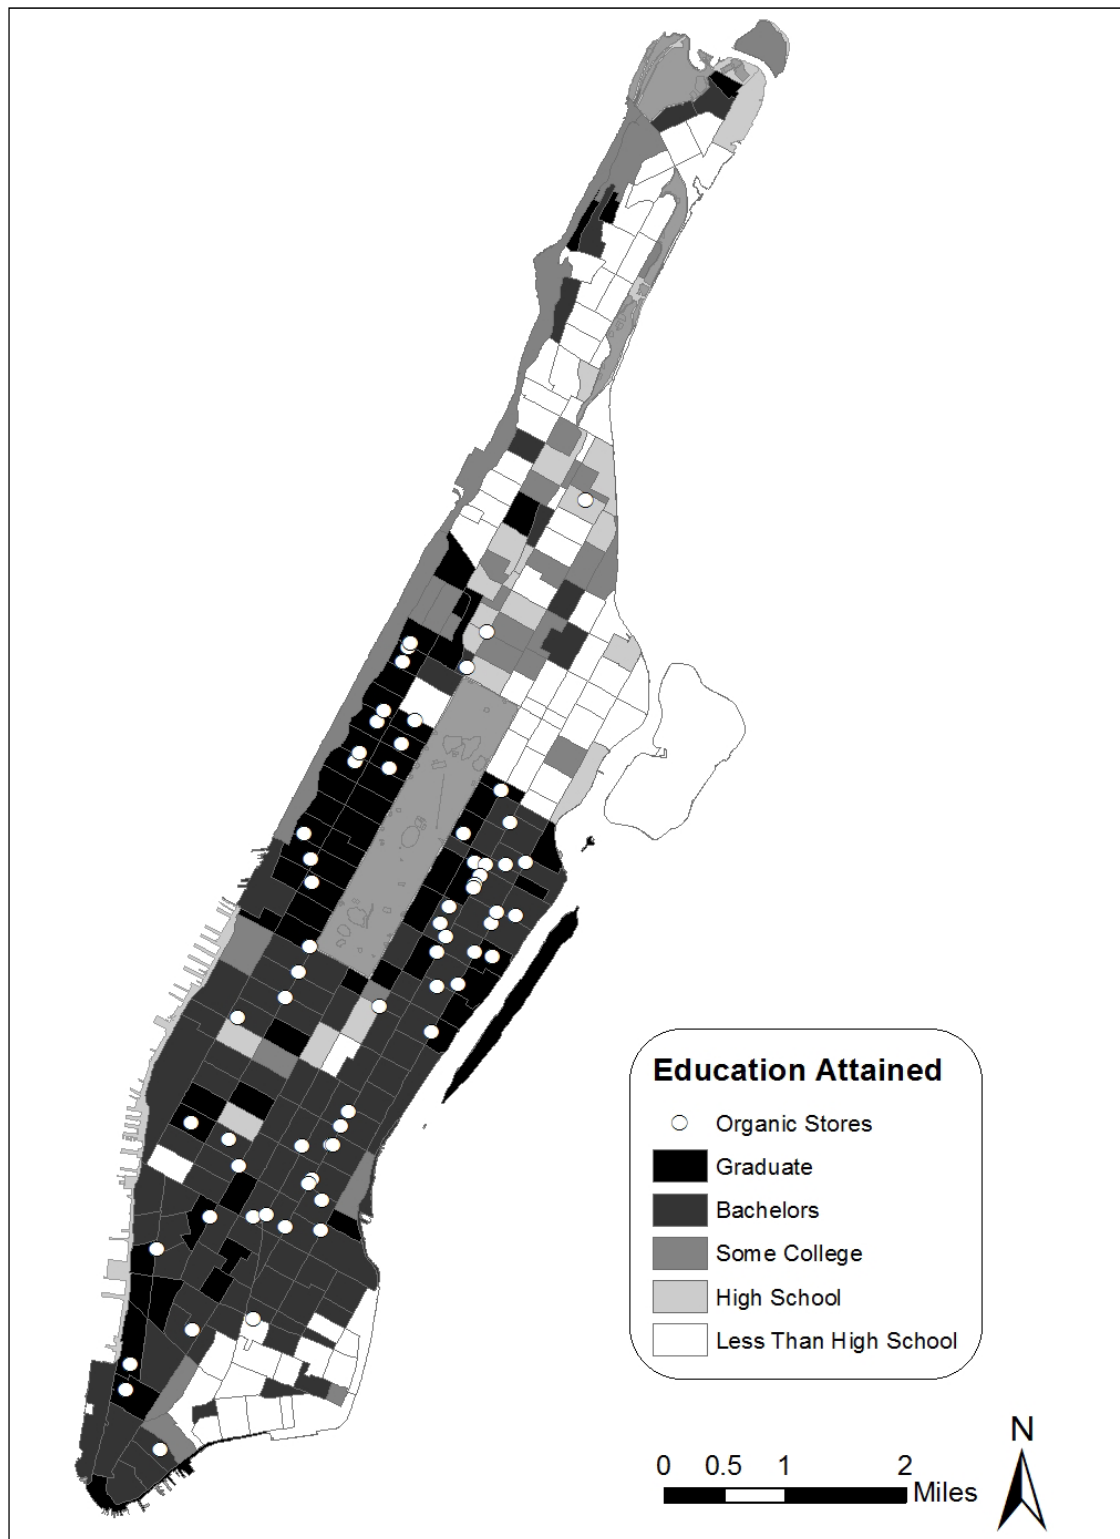 Education Attained
Organic Stores
Graduate
Bachelors
Some College
High School
Less Than High School
N
0 0.5 1 2
Miles